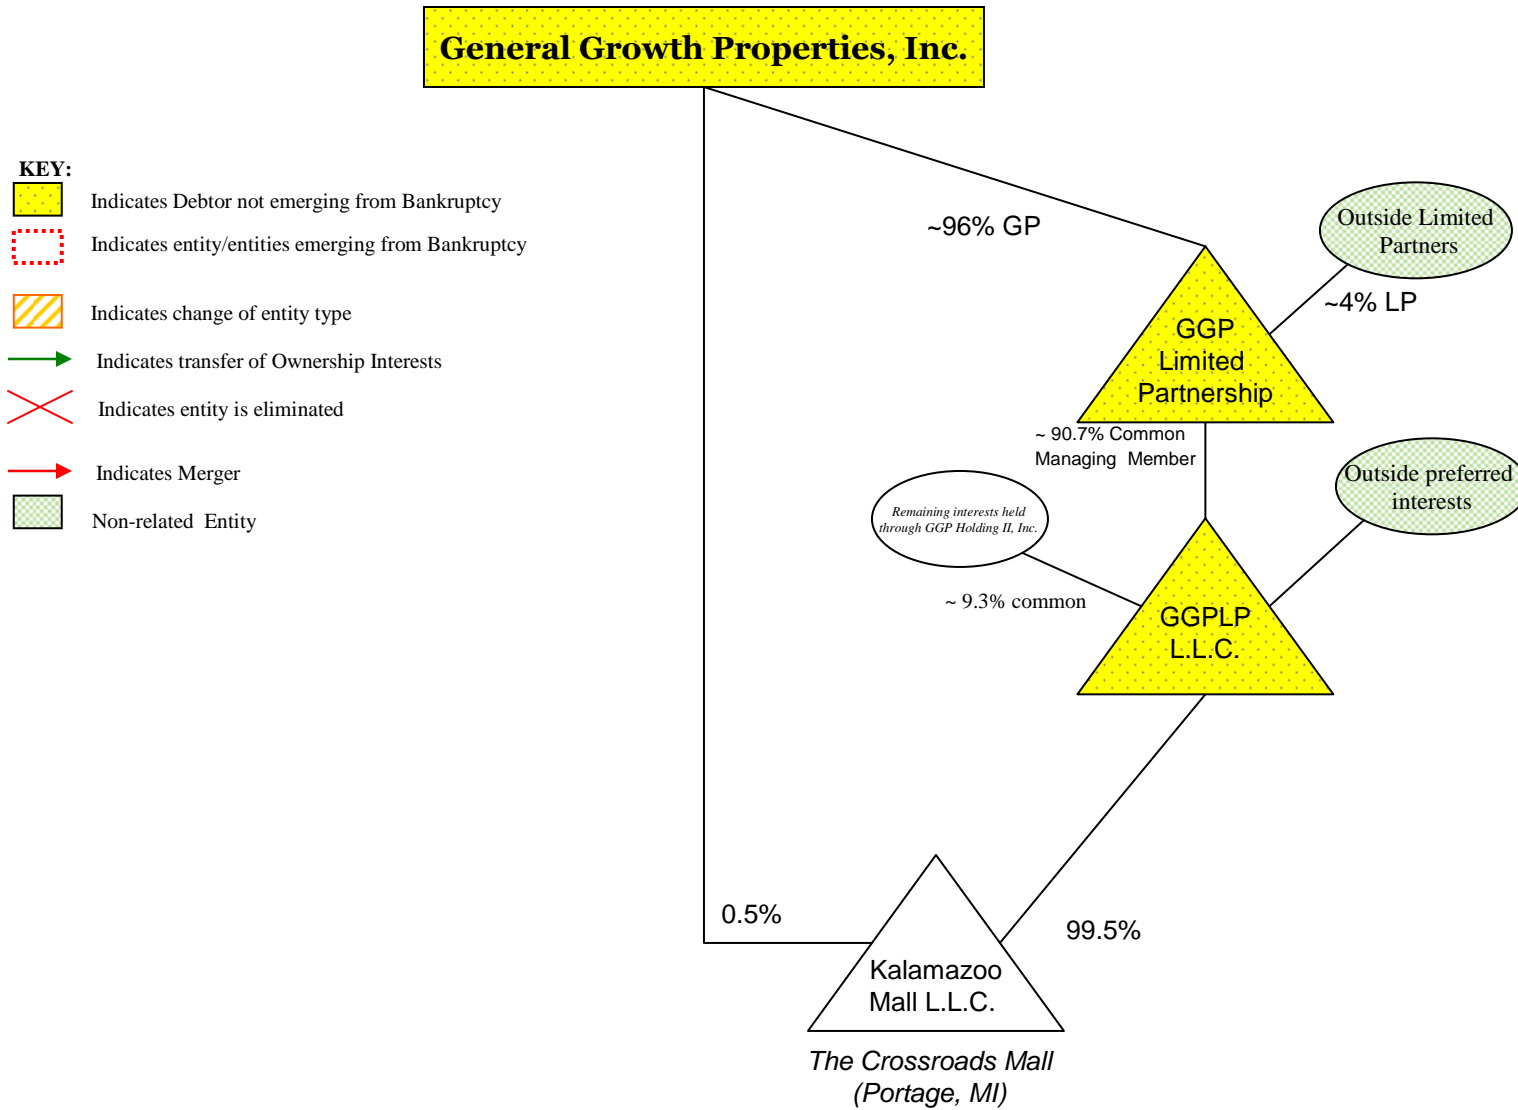 General Growth Properties, Inc.
KEY:
Indicates Debtor not emerging from Bankruptcy
Indicates entity/entities emerging from Bankruptcy
Indicates change of entity type
Indicates transfer of Ownership Interests
Indicates entity is eliminated
Indicates Merger
Non-related Entity
~96% GP
Outside Limited
Partners
~4% LP
GGP
Limited
Partnership
~ 90.7% Common
Managing Member
Remaining interests held
through GGP Holding II, Inc.
~ 9.3% common
Outside preferred
interests
GGPLP
L.L.C.
0.5%
99.5%
Kalamazoo
Mall L.L.C.
The Crossroads Mall
(Portage, MI)